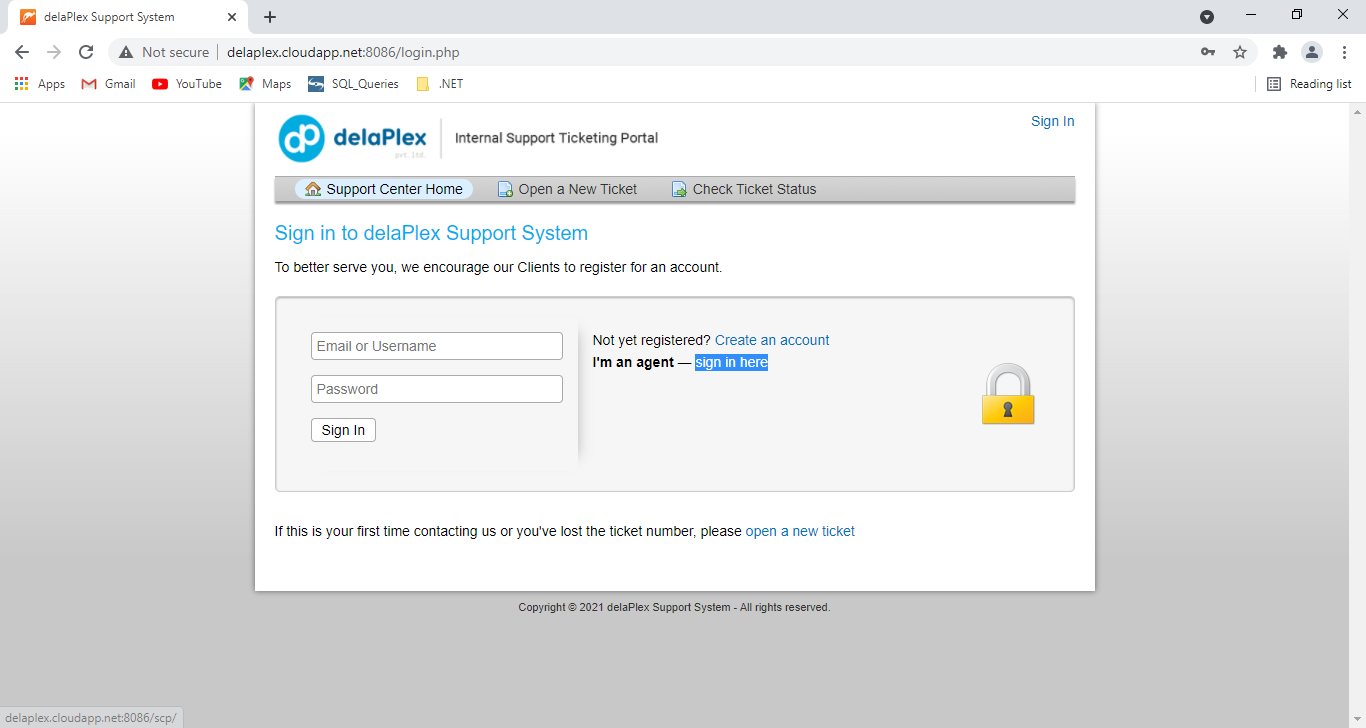 delaPlex Support System
Not secure
delaplex.cloudapp.net:8086/login.php
Apps Gmail YouTube Maps SQL_Queries .NET Reading list
Sign In
dp delaPlex
pvt. ltd.
Internal Support Ticketing Portal
Support Center Home Open a New Ticket Check Ticket Status
Sign in to delaPlex Support System
To better serve you, we encourage our Clients to register for an account.
Email or Username
Password
Sign In
Not yet registered? Create an account
I'm an agent — sign in here
If this is your first time contacting us or you've lost the ticket number, please open a new ticket
Copyright © 2021 delaPlex Support System - All rights reserved.
delaplex.cloudapp.net:8086/scp/